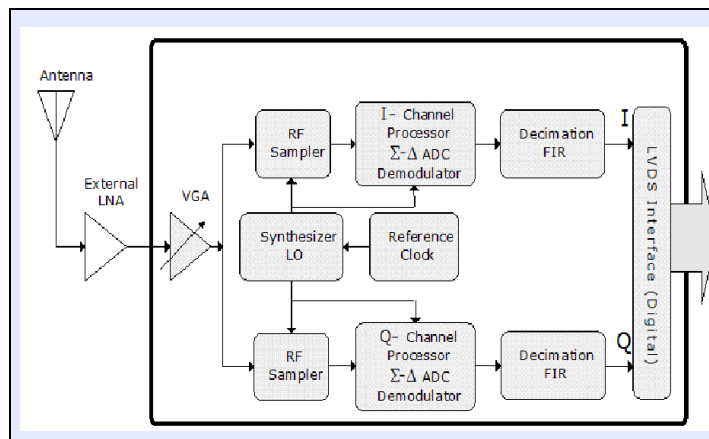 Antenna
External
LNA
VGA
RF
Sampler
I- Channel
Processor
Σ-Δ ADC
Demodulator
Decimation
FIR
I
Synthesizer
LO
Reference
Clock
RF
Sampler
Q- Channel
Processor
Σ-Δ ADC
Demodulator
Decimation
FIR
Q
LVDS Interface (Digital)